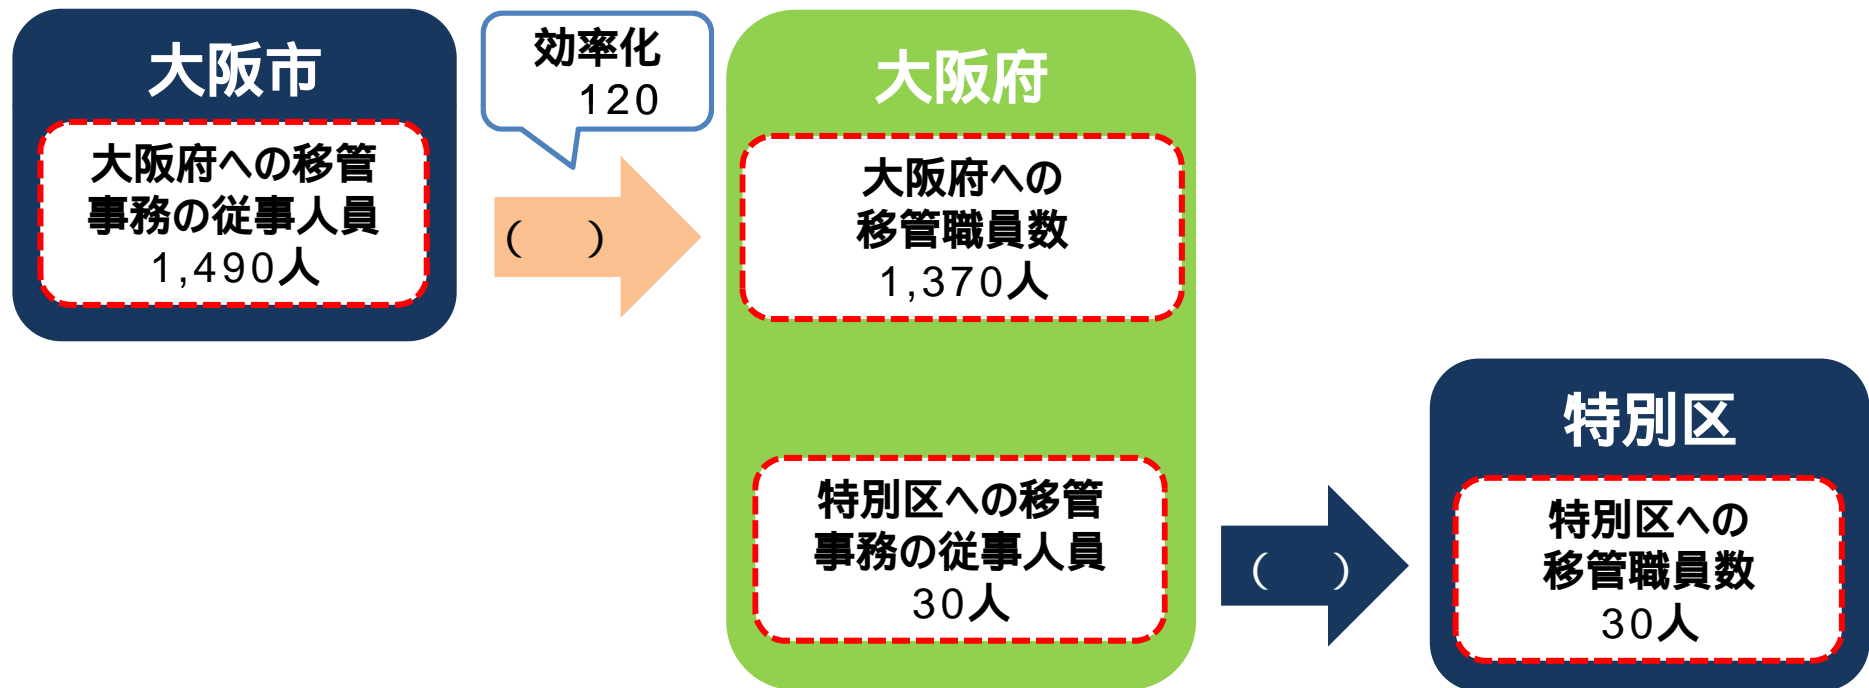 大阪市
大阪府への移管
事務の従事人員
1,490人
効率化
120
(　)
大阪府
大阪府への
移管職員数
1,370人
特別区への移管
事務の従事人員
30人
(　)
特別区
特別区への
移管職員数
30人